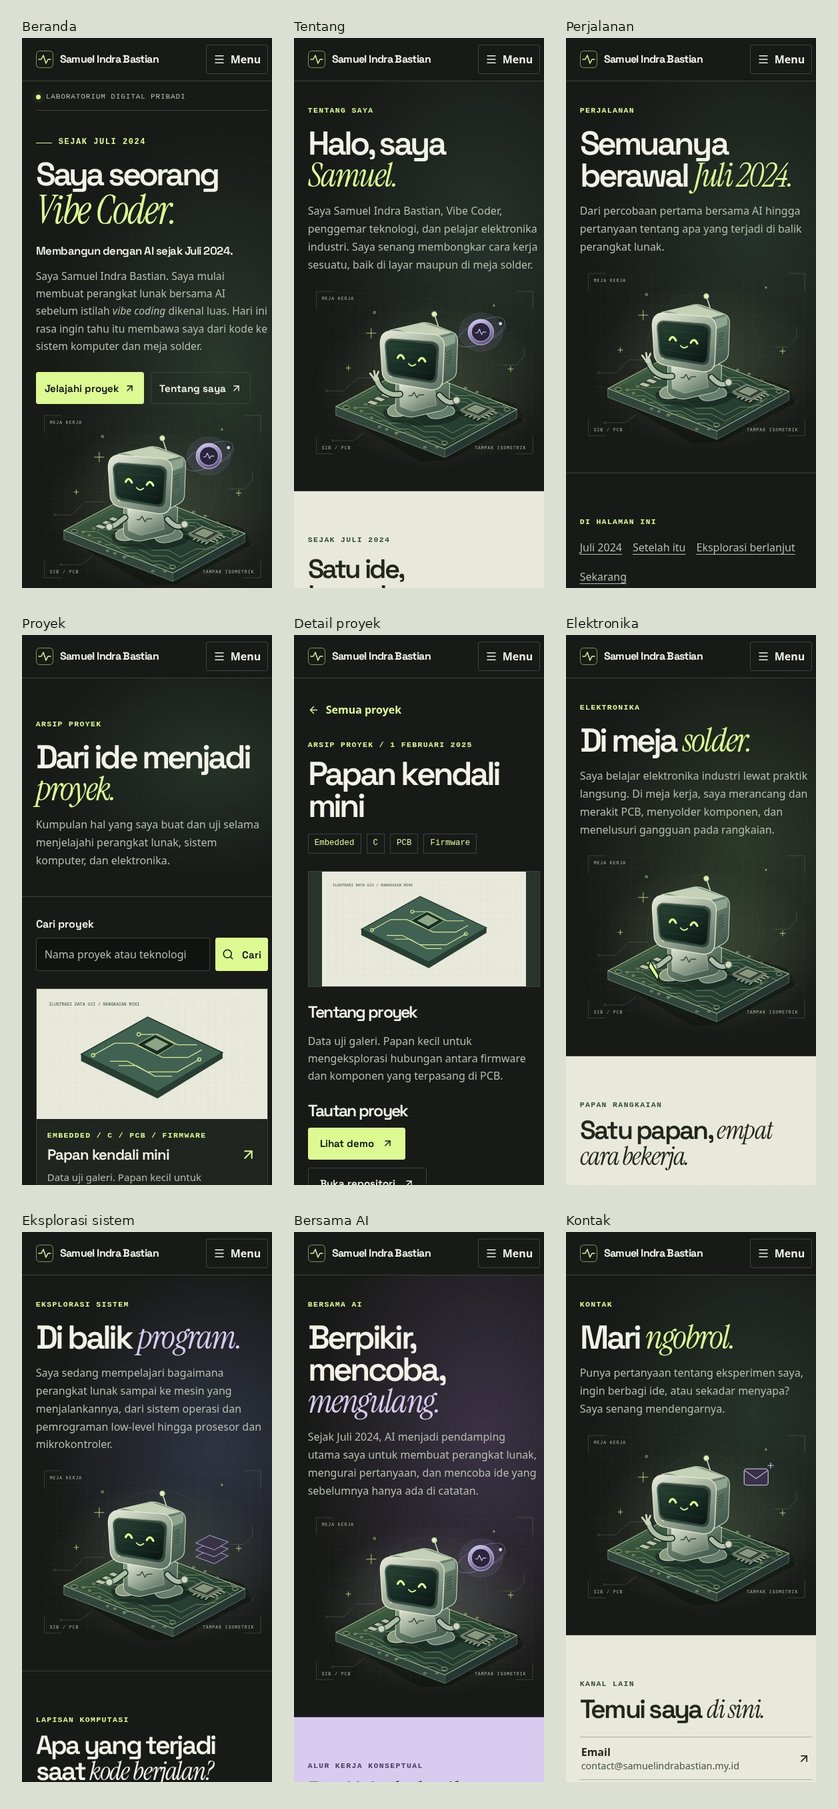 Beranda
Samuel Indra Bastian
Menu
LABORATORIUM DIGITAL PRIBADI
SEJAK JULI 2024
Saya seorang
Vibe Coder.
Membangun dengan AI sejak Juli 2024.
Saya Samuel Indra Bastian. Saya mulai
membuat perangkat lunak bersama AI
sebelum istilah vibe coding dikenal luas. Hari ini
rasa ingin tahu itu membawa saya dari kode ke
sistem komputer dan meja solder.
Jelajahi proyek
Tentang saya
MEJA KERJA
SIB / PCB
TAMPAK ISOMETRIK
Tentang
Samuel Indra Bastian
Menu
TENTANG SAYA
Halo, saya
Samuel.
Saya Samuel Indra Bastian, Vibe Coder,
penggemar teknologi, dan pelajar elektronika
industri. Saya senang membongkar cara kerja
sesuatu, baik di layar maupun di meja solder.
MEJA KERJA
SIB / PCB
TAMPAK ISOMETRIK
SEJAK JULI 2024
Satu ide,
Perjalanan
Samuel Indra Bastian
Menu
PERJALANAN
Semuanya
berawal Juli 2024.
Dari percobaan pertama bersama AI hingga
pertanyaan tentang apa yang terjadi di balik
perangkat lunak.
MEJA KERJA
SIB / PCB
TAMPAK ISOMETRIK
DI HALAMAN INI
Juli 2024 Setelah itu Eksplorasi berlanjut
Sekarang
Proyek
Samuel Indra Bastian
Menu
ARSIP PROYEK
Dari ide menjadi
proyek.
Kumpulan hal yang saya buat dan uji selama
menjelajahi perangkat lunak, sistem
komputer, dan elektronika.
Cari proyek
Nama proyek atau teknologi
Cari
ILUSTRASI DATA UJI / RANGKAIAN MINI
EMBEDDED / C / PCB / FIRMWARE
Papan kendali mini
Data uji galeri. Papan kecil untuk
Detail proyek
Samuel Indra Bastian
Menu
Semua proyek
ARSIP PROYEK / 1 FEBRUARI 2025
Papan kendali
mini
Embedded C PCB Firmware
ILUSTRASI DATA UJI / RANGKAIAN MINI
Tentang proyek
Data uji galeri. Papan kecil untuk
mengeksplorasi hubungan antara firmware
dan komponen yang terpasang di PCB.
Tautan proyek
Lihat demo
Buka repositori
Elektronika
Samuel Indra Bastian
Menu
ELEKTRONIKA
Di meja solder.
Saya belajar elektronika industri lewat praktik
langsung. Di meja kerja, saya merancang dan
merakit PCB, menyolder komponen, dan
menelusuri gangguan pada rangkaian.
MEJA KERJA
SIB / PCB
TAMPAK ISOMETRIK
PAPAN RANGKAIAN
Satu papan, empat
cara bekerja.
Eksplorasi sistem
Samuel Indra Bastian
Menu
EKSPLORASI SISTEM
Di balik program.
Saya sedang mempelajari bagaimana
perangkat lunak sampai ke mesin yang
menjalankannya, dari sistem operasi dan
pemrograman low-level hingga prosesor dan
mikrokontroler.
MEJA KERJA
SIB / PCB
TAMPAK ISOMETRIK
LAPISAN KOMPUTASI
Apa yang terjadi
saat kode berjalan?
Bersama AI
Samuel Indra Bastian
Menu
BERSAMA AI
Berpikir,
mencoba,
mengulang.
Sejak Juli 2024, AI menjadi pendamping
utama saya untuk membuat perangkat lunak,
mengurai pertanyaan, dan mencoba ide yang
sebelumnya hanya ada di catatan.
MEJA KERJA
SIB / PCB
TAMPAK ISOMETRIK
ALUR KERJA KONSEPTUAL
Kontak
Samuel Indra Bastian
Menu
KONTAK
Mari ngobrol.
Punya pertanyaan tentang eksperimen saya,
ingin berbagi ide, atau sekadar menyapa?
Saya senang mendengarnya.
MEJA KERJA
SIB / PCB
TAMPAK ISOMETRIK
KANAL LAIN
Temui saya di sini.
Email
contact@samuelindrabastian.my.id